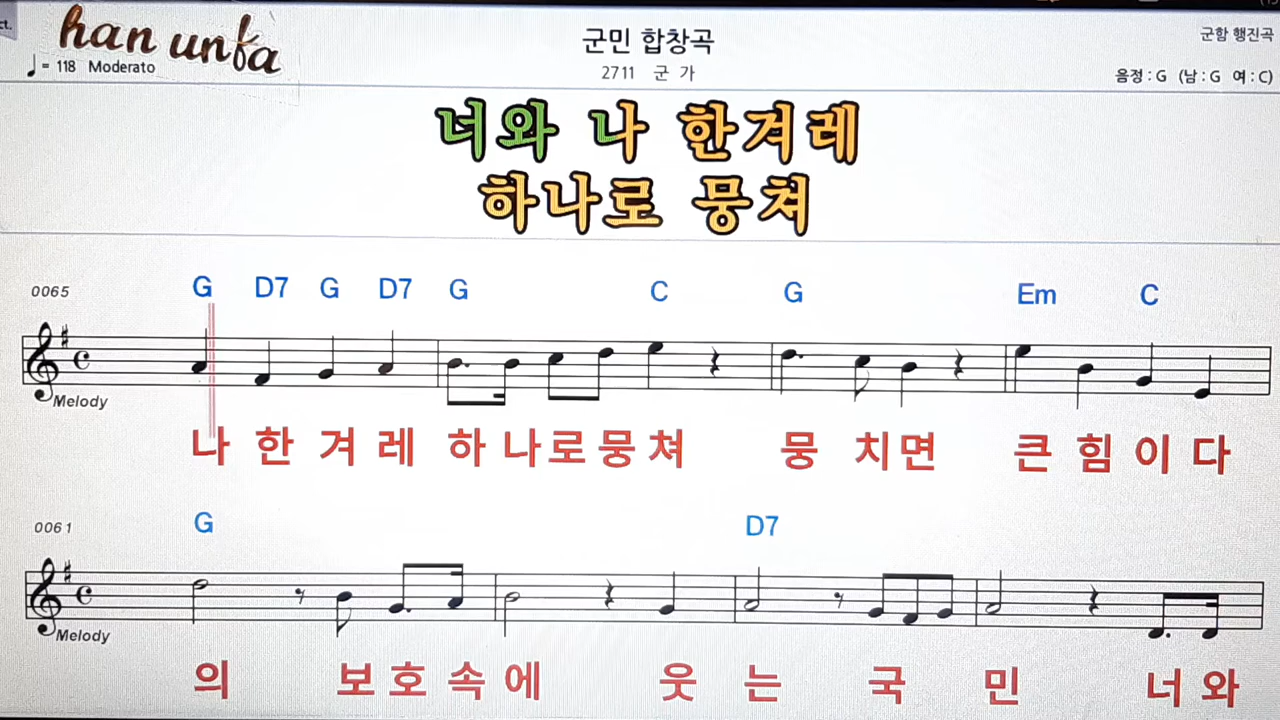 ct.
han unfa
= 118 Moderato
군민 합창곡
2711 군 가
군함 행진곡
음정 : G (남 : G 여 : C)
너와 나 한겨레
하나로 뭉쳐
G D7 G D7 G C G Em C
0065
Melody
나 한 겨 레 하 나 로 뭉 쳐 뭉 치 면 큰 힘 이 다
G D7
0061
Melody
의 보 호 속 에 웃 는 국 민 너 와